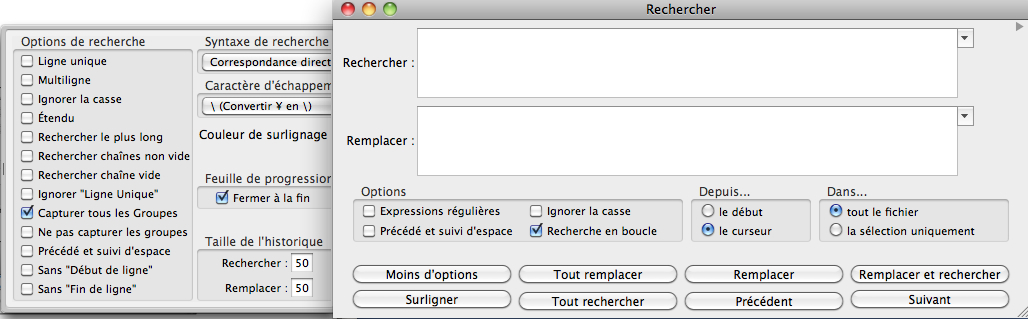 Rechercher
Options de recherche
Ligne unique
Multiligne
Ignorer la casse
Étendu
Rechercher le plus long
Rechercher chaînes non vide
Rechercher chaîne vide
Ignorer "Ligne Unique"
Capturer tous les Groupes
Ne pas capturer les groupes
Précédé et suivi d'espace
Sans "Début de ligne"
Sans "Fin de ligne"
Syntaxe de recherche
Correspondance direct
Caractère d'échappem
\ (Convertir ¥ en \)
Couleur de surlignage
Feuille de progression
Fermer à la fin
Taille de l'historique
Rechercher : 50
Remplacer : 50
Rechercher :
Remplacer :
Options
Expressions régulières
Ignorer la casse
Précédé et suivi d'espace
Recherche en boucle
Depuis...
le début
le curseur
Dans...
tout le fichier
la sélection uniquement
Moins d'options
Tout remplacer
Remplacer
Remplacer et rechercher
Surligner
Tout rechercher
Précédent
Suivant